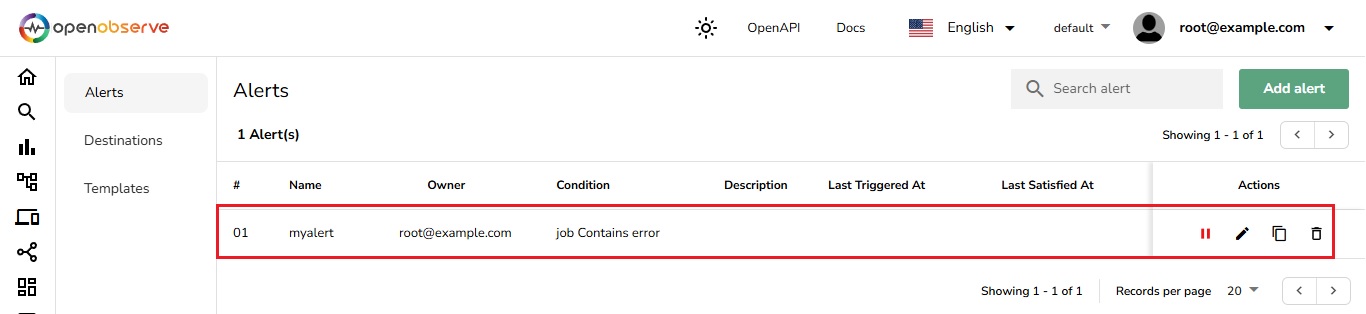 openobserve OpenAPI Docs English default root@example.com
Alerts
Destinations
Templates
Alerts Search alert Add alert
1 Alert(s) Showing 1 - 1 of 1
# Name Owner Condition Description Last Triggered At Last Satisfied At Actions
01 myalert root@example.com job Contains error
Showing 1 - 1 of 1 Records per page 20